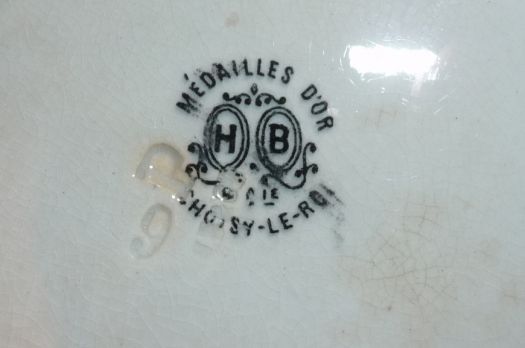 MÉDAILLES D'OR
H B
& CIE
CHOISY-LE-ROI